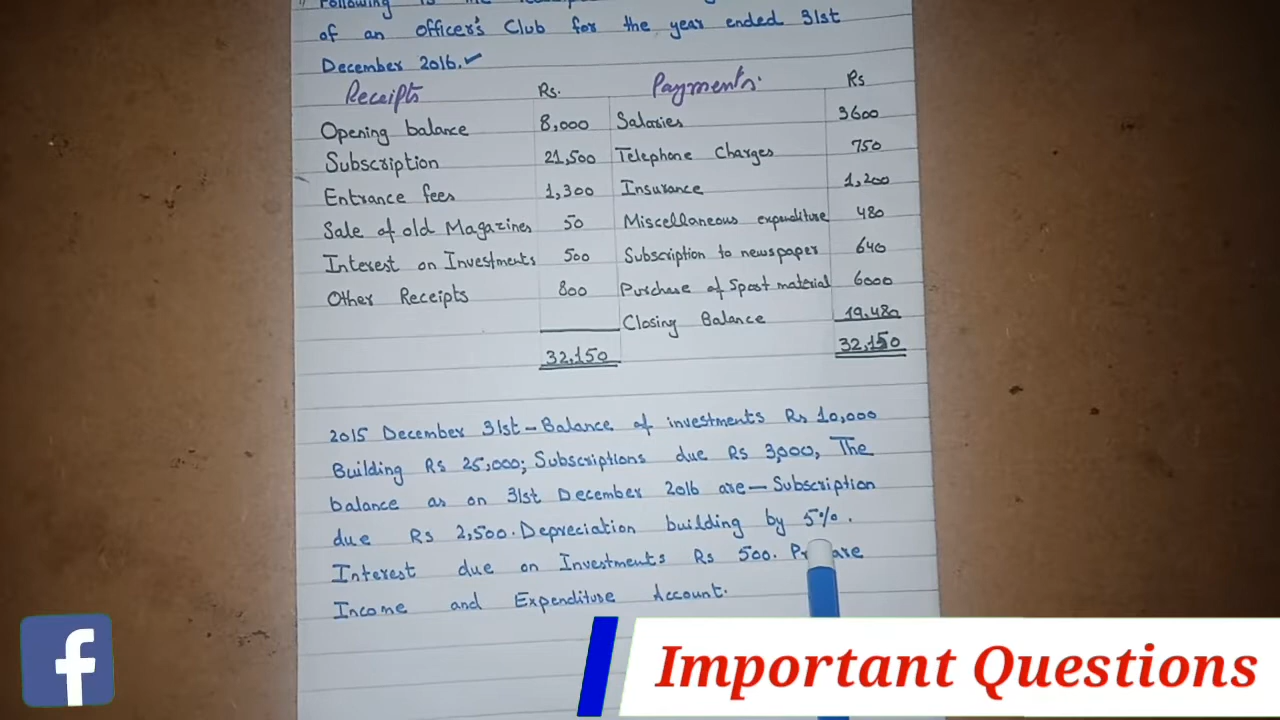 Following is the
of an Officer's Club for the year ended 31st
December 2016.
Receipts Rs. Payments. Rs
Opening balance 8,000 Salaries 3600
Subscription 21,500 Telephone Charges 750
Entrance fees 1,300 Insurance 1,200
Sale of old Magazines 50 Miscellaneous expenditure 480
Interest on Investments 500 Subscription to newspaper 640
Other Receipts 800 Purchase of Sport material 6000
Closing Balance 19,480
32,150 32,150
2015 December 31st - Balance of investments Rs 10,000
Building Rs 25,000; Subscriptions due Rs 3,000, The
balance as on 31st December 2016 are - Subscription
due Rs 2,500. Depreciation building by 5%.
Interest due on Investments Rs 500.
Income and Expenditure Account.
f
Important Questions